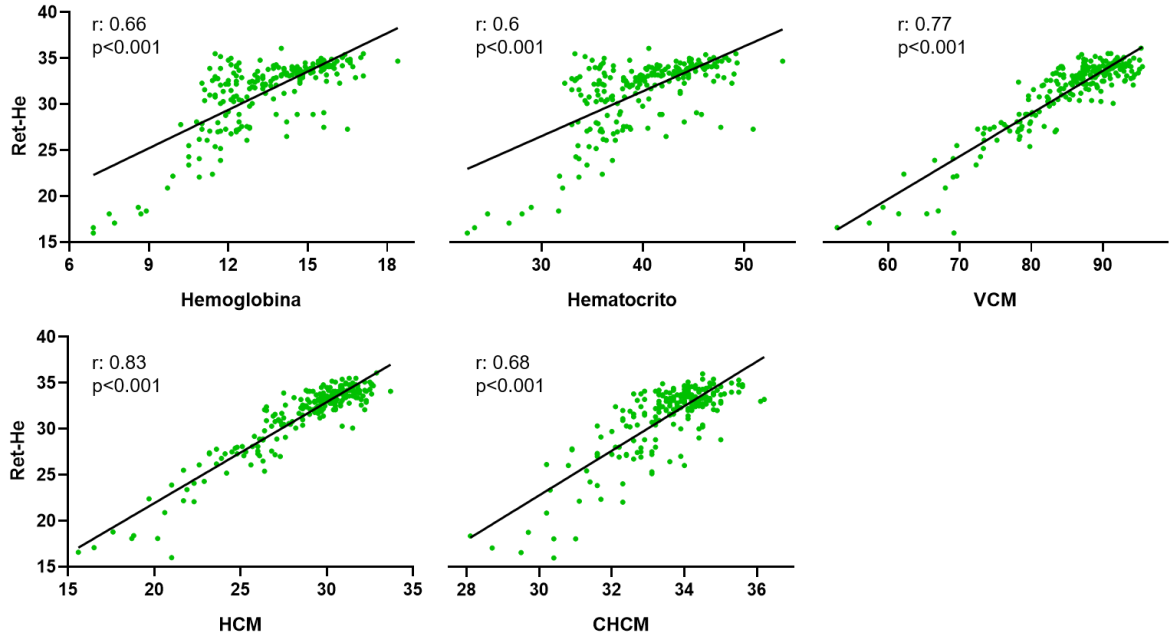 r: 0.66
p<0.001
40
35
30
25
20
15
Ret-He
6
9
12
15
18
Hemoglobina
r: 0.6
p<0.001
30
40
50
Hematocrito
r: 0.77
p<0.001
60
70
80
90
VCM
r: 0.83
p<0.001
40
35
30
25
20
15
Ret-He
15
20
25
30
35
HCM
r: 0.68
p<0.001
28
30
32
34
36
CHCM